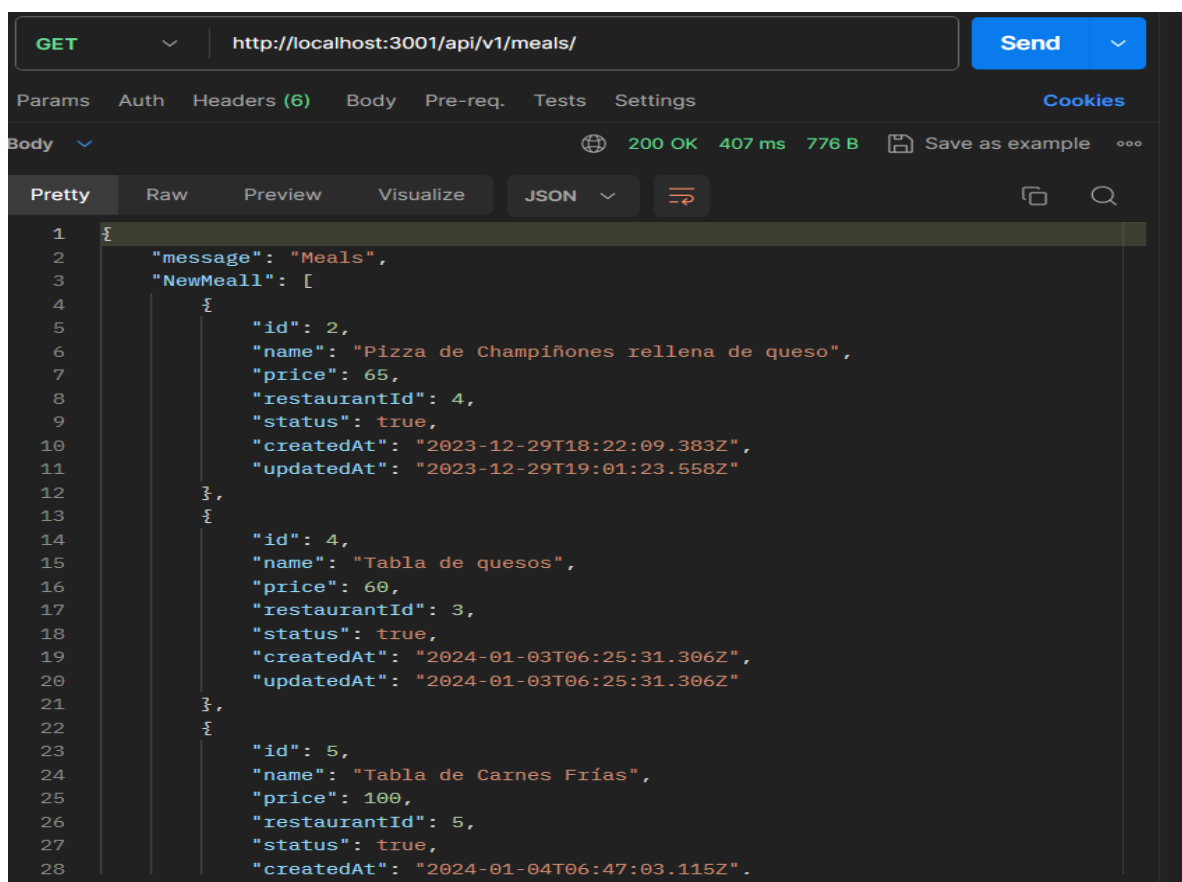 GET http://localhost:3001/api/v1/meals/ Send
Params Auth Headers (6) Body Pre-req. Tests Settings Cookies
Body 200 OK 407 ms 776 B Save as example
Pretty Raw Preview Visualize JSON
1 {
2 "message": "Meals",
3 "NewMeall": [
4 {
5 "id": 2,
6 "name": "Pizza de Champiñones rellena de queso",
7 "price": 65,
8 "restaurantId": 4,
9 "status": true,
10 "createdAt": "2023-12-29T18:22:09.383Z",
11 "updatedAt": "2023-12-29T19:01:23.558Z"
12 },
13 {
14 "id": 4,
15 "name": "Tabla de quesos",
16 "price": 60,
17 "restaurantId": 3,
18 "status": true,
19 "createdAt": "2024-01-03T06:25:31.306Z",
20 "updatedAt": "2024-01-03T06:25:31.306Z"
21 },
22 {
23 "id": 5,
24 "name": "Tabla de Carnes Frías",
25 "price": 100,
26 "restaurantId": 5,
27 "status": true,
28 "createdAt": "2024-01-04T06:47:03.115Z",